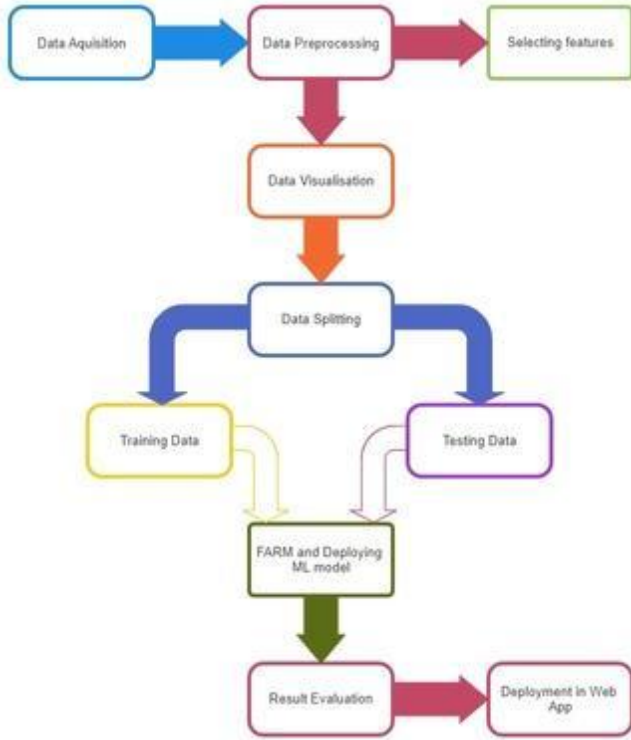 Data Aquisition
Data Preprocessing
Selecting features
Data Visualisation
Data Splitting
Training Data
Testing Data
FARM and Deploying
ML model
Result Evaluation
Deployment in Web
App